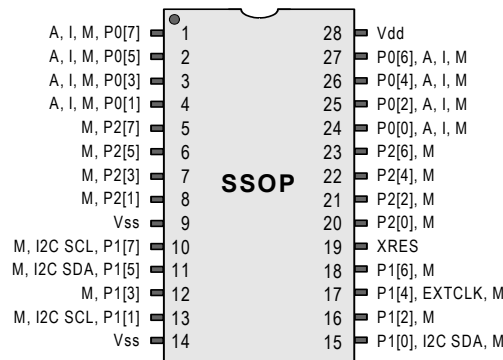 A, I, M, P0[7] 1 28 Vdd
A, I, M, P0[5] 2 27 P0[6], A, I, M
A, I, M, P0[3] 3 26 P0[4], A, I, M
A, I, M, P0[1] 4 25 P0[2], A, I, M
M, P2[7] 5 24 P0[0], A, I, M
M, P2[5] 6 23 P2[6], M
M, P2[3] 7 SSOP 22 P2[4], M
M, P2[1] 8 21 P2[2], M
Vss 9 20 P2[0], M
M, I2C SCL, P1[7] 10 19 XRES
M, I2C SDA, P1[5] 11 18 P1[6], M
M, P1[3] 12 17 P1[4], EXTCLK, M
M, I2C SCL, P1[1] 13 16 P1[2], M
Vss 14 15 P1[0], I2C SDA, M